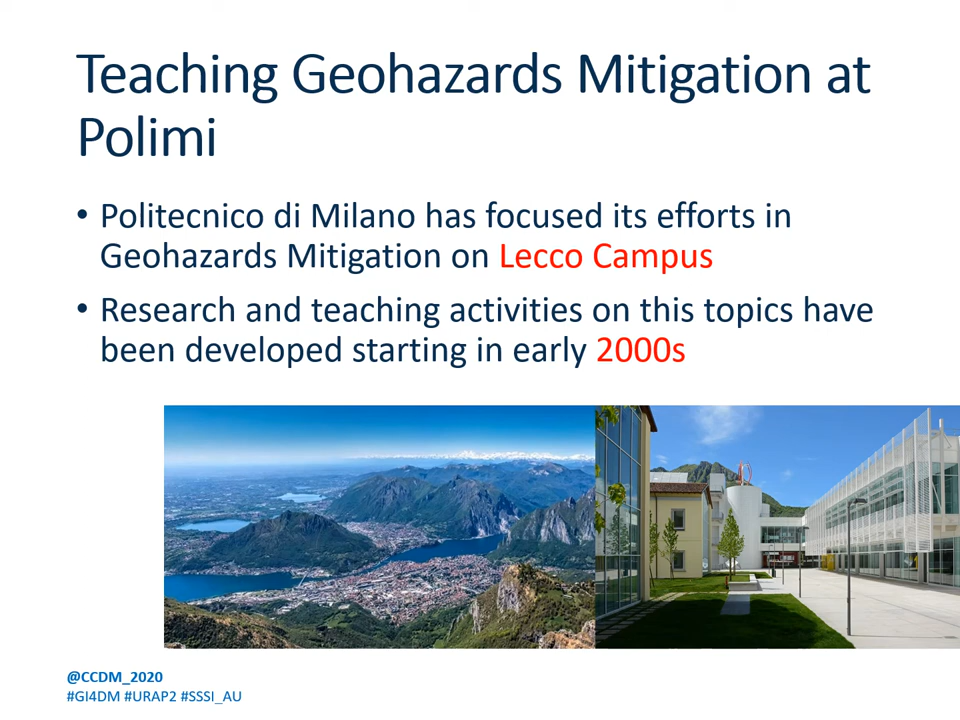 Teaching Geohazards Mitigation at
Polimi
• Politecnico di Milano has focused its efforts in
Geohazards Mitigation on Lecco Campus
• Research and teaching activities on this topics have
been developed starting in early 2000s
@CCDM_2020
#GI4DM #URAP2 #SSSI_AU